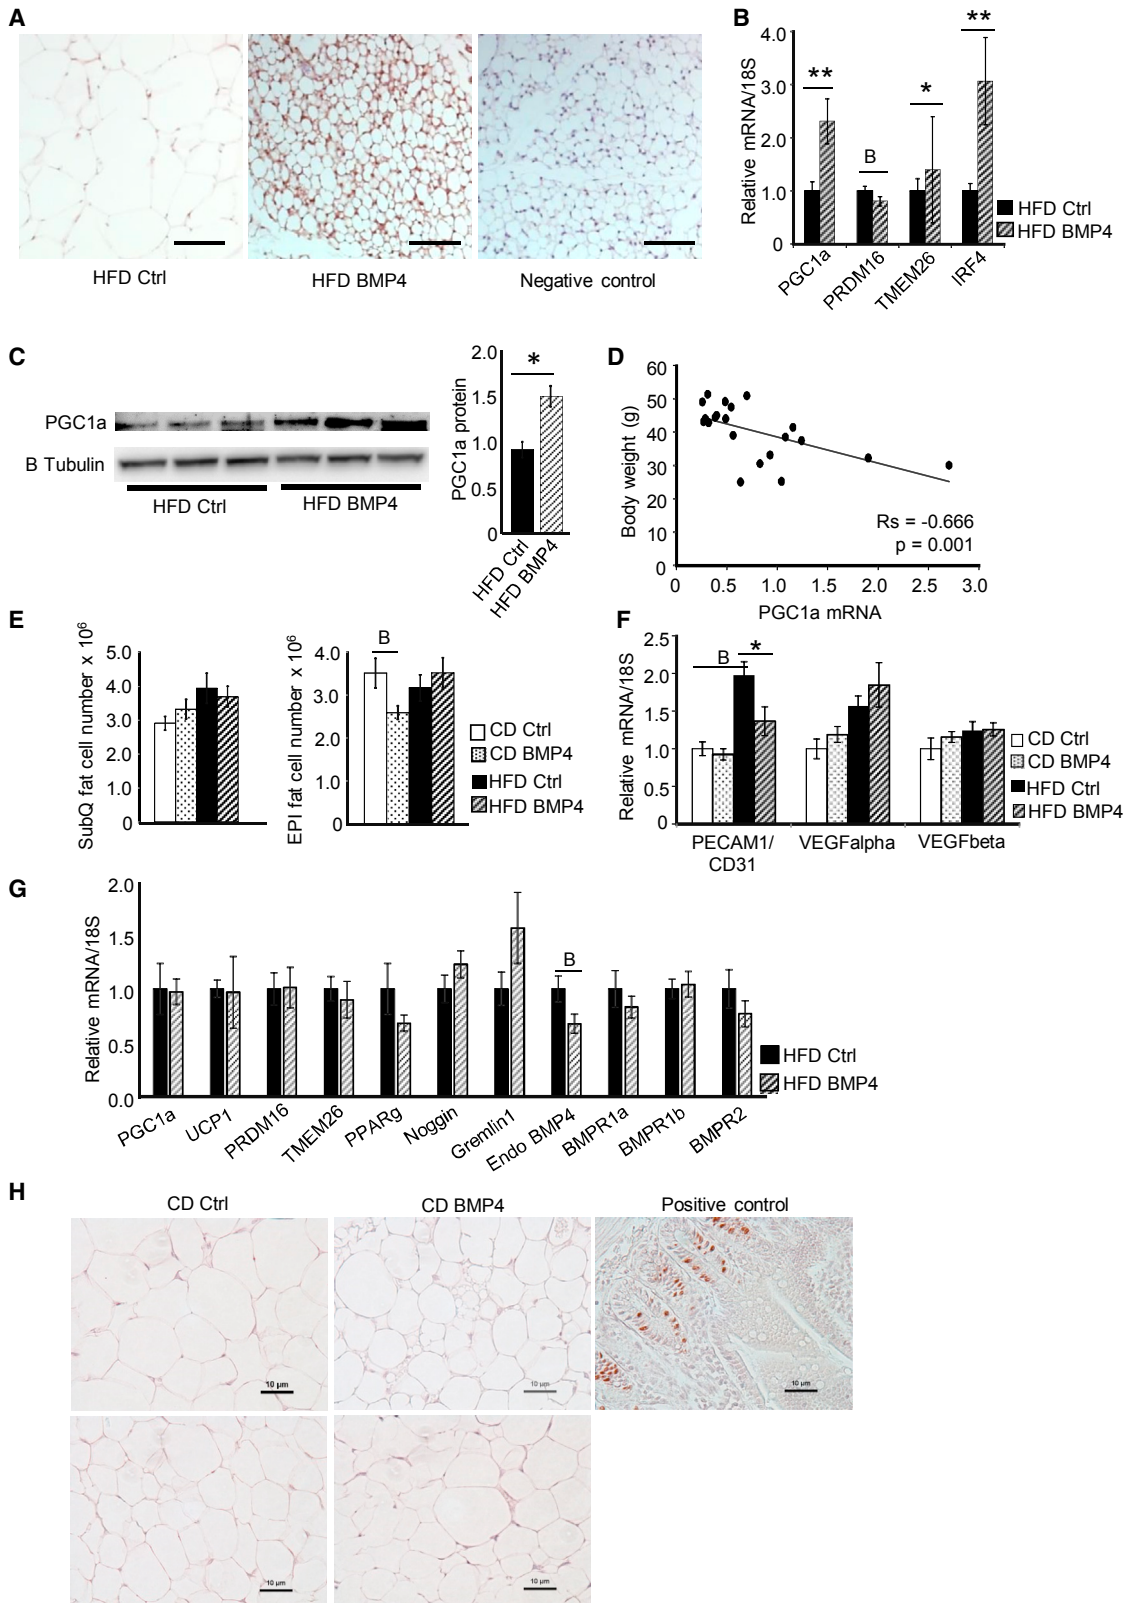 A
HFD Ctrl
HFD BMP4
Negative control
B
Relative mRNA/18S
4.0
3.0
2.0
1.0
0
**
B
*
**
PGC1a
PRDM16
TMEM26
IRF4
HFD Ctrl
HFD BMP4
C
PGC1a
B Tubulin
HFD Ctrl
HFD BMP4
PGC1a protein
2.0
1.5
1.0
0.5
0
*
HFD Ctrl
HFD BMP4
D
Body weight (g)
60
50
40
30
20
10
0
Rs = -0.666
p = 0.001
0 0.5 1.0 1.5 2.0 2.5 3.0
PGC1a mRNA
E
SubQ fat cell number x 10⁶
5.0
4.0
3.0
2.0
1.0
0
EPI fat cell number x 10⁶
4.0
3.0
2.0
1.0
0
B
CD Ctrl
CD BMP4
HFD Ctrl
HFD BMP4
F
Relative mRNA/18S
2.5
2.0
1.5
1.0
0.5
0
B
*
PECAM1/
CD31
VEGFalpha
VEGFbeta
CD Ctrl
CD BMP4
HFD Ctrl
HFD BMP4
G
Relative mRNA/18S
2.0
1.5
1.0
0.5
0.0
B
PGC1a
UCP1
PRDM16
TMEM26
PPARg
Noggin
Gremlin1
Endo BMP4
BMPR1a
BMPR1b
BMPR2
HFD Ctrl
HFD BMP4
H
CD Ctrl
CD BMP4
Positive control
10 µm
10 µm
10 µm
10 µm
10 µm